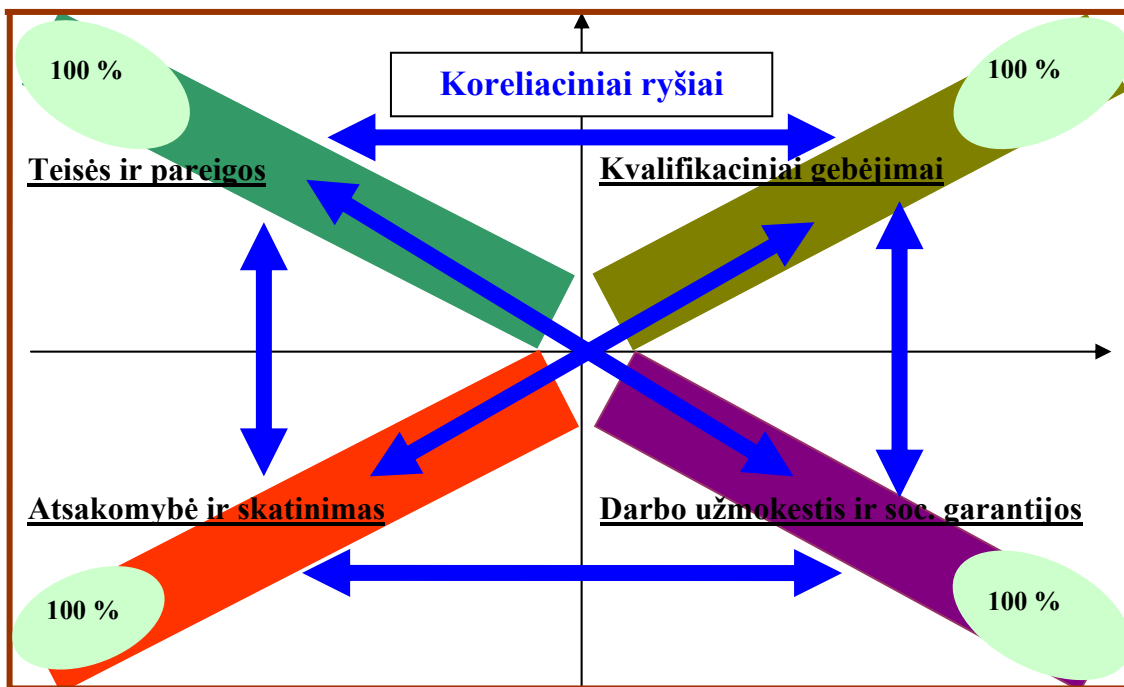 100 %
Koreliaciniai ryšiai
100 %
Teisės ir pareigos
Kvalifikaciniai gebėjimai
Atsakomybė ir skatinimas
Darbo užmokestis ir soc. garantijos
100 %
100 %